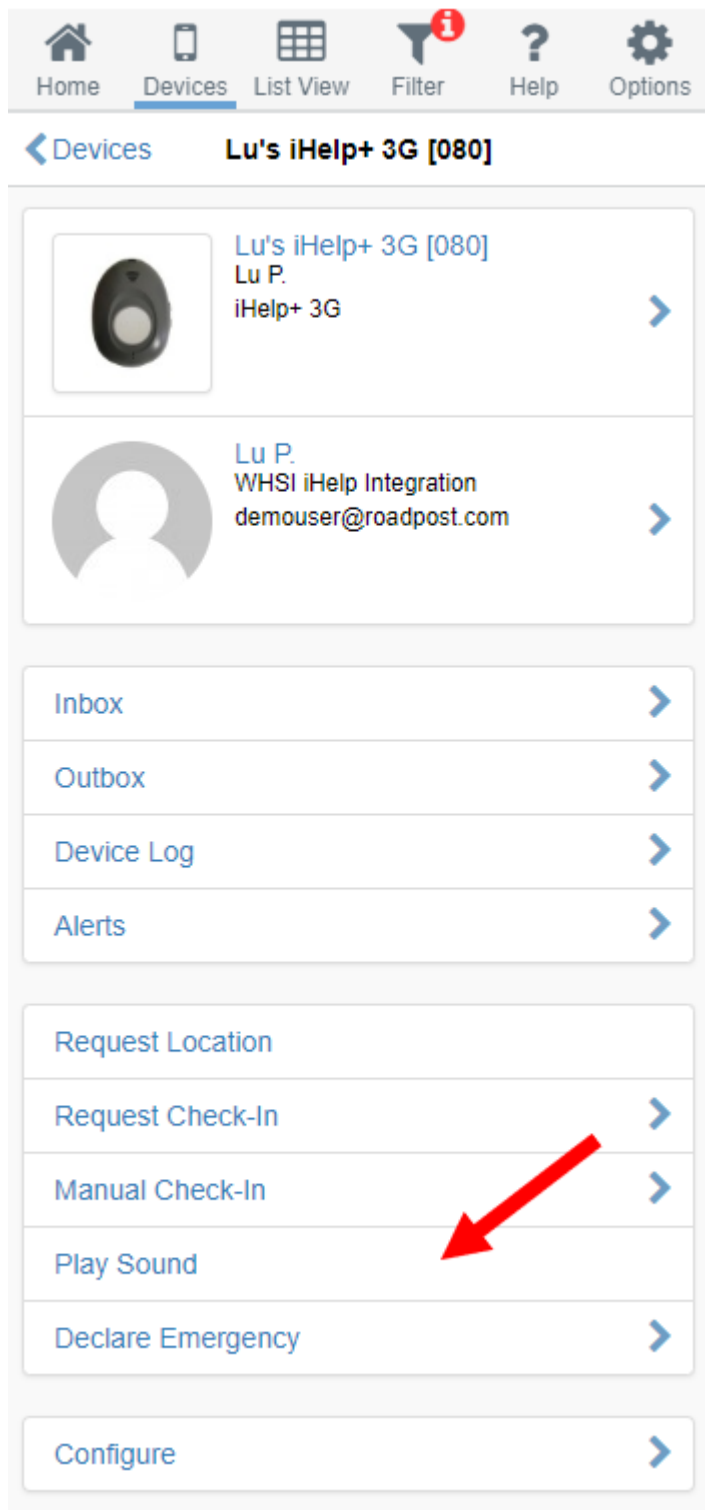 i
Home Devices List View Filter ? Help Options
Devices Lu's iHelp+ 3G [080]
Lu's iHelp+ 3G [080]
Lu P.
iHelp+ 3G
Lu P.
WHSI iHelp Integration
demouser@roadpost.com
Inbox
Outbox
Device Log
Alerts
Request Location
Request Check-In
Manual Check-In
Play Sound
Declare Emergency
Configure